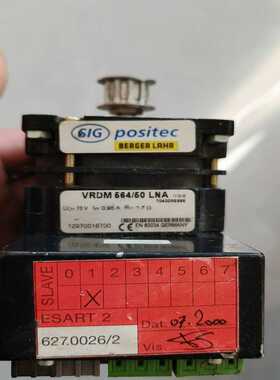 SIG positec
BERGER LAHR
VRDM 564/50 LNA
EN 60034 GERMANY
SLAVE
0 1 2 3 4 5 6 7
X
ESART 2
627.0026/2
Dat. 07.2000
Vis.